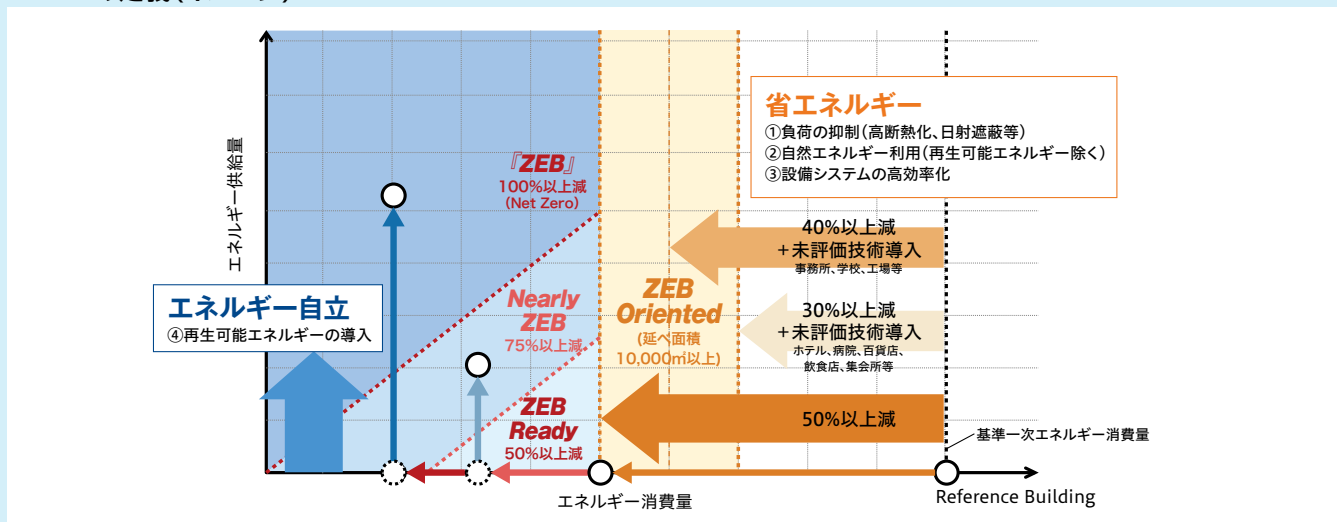 エネルギー供給量
省エネルギー
①負荷の抑制(高断熱化、日射遮蔽等)
②自然エネルギー利用(再生可能エネルギー除く)
③設備システムの高効率化
『ZEB』
100%以上減
(Net Zero)
40%以上減
+未評価技術導入
事務所、学校、工場等
エネルギー自立
④再生可能エネルギーの導入
Nearly
ZEB
75%以上減
ZEB
Oriented
(延べ面積
10,000㎡以上)
30%以上減
+未評価技術導入
ホテル、病院、百貨店、
飲食店、集会所等
ZEB
Ready
50%以上減
50%以上減
基準一次エネルギー消費量
エネルギー消費量
Reference Building